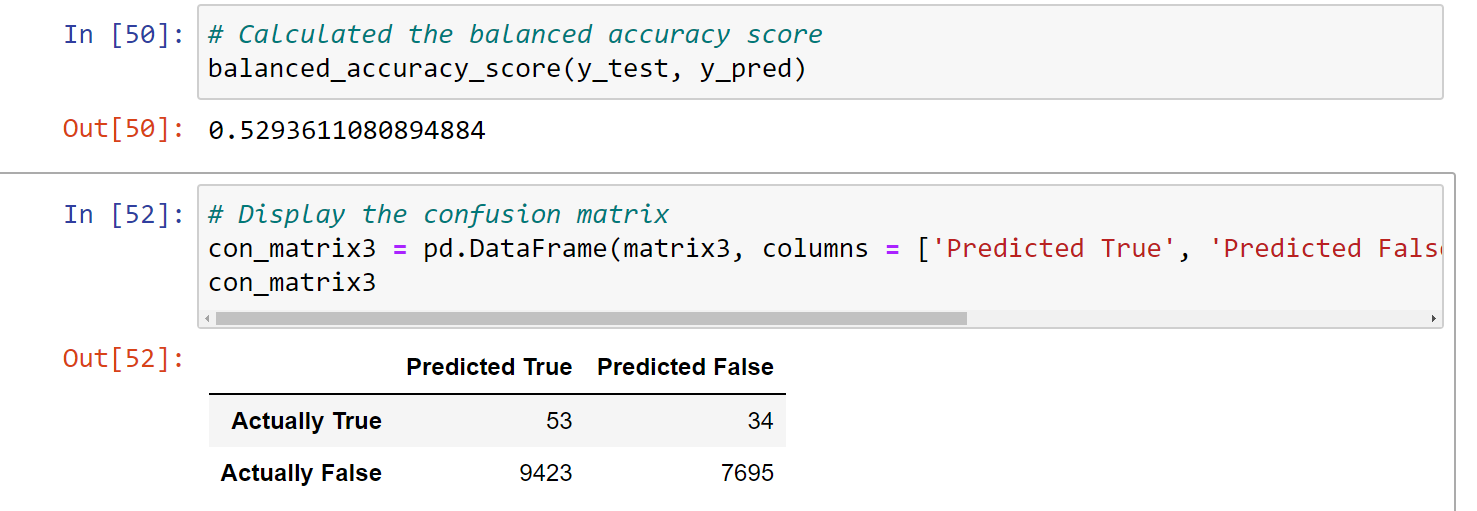 In [50]: # Calculated the balanced accuracy score
balanced_accuracy_score(y_test, y_pred)
Out[50]: 0.5293611080894884
In [52]: # Display the confusion matrix
con_matrix3 = pd.DataFrame(matrix3, columns = ['Predicted True', 'Predicted Fals
con_matrix3
Out[52]:
Predicted True Predicted False
Actually True 53 34
Actually False 9423 7695